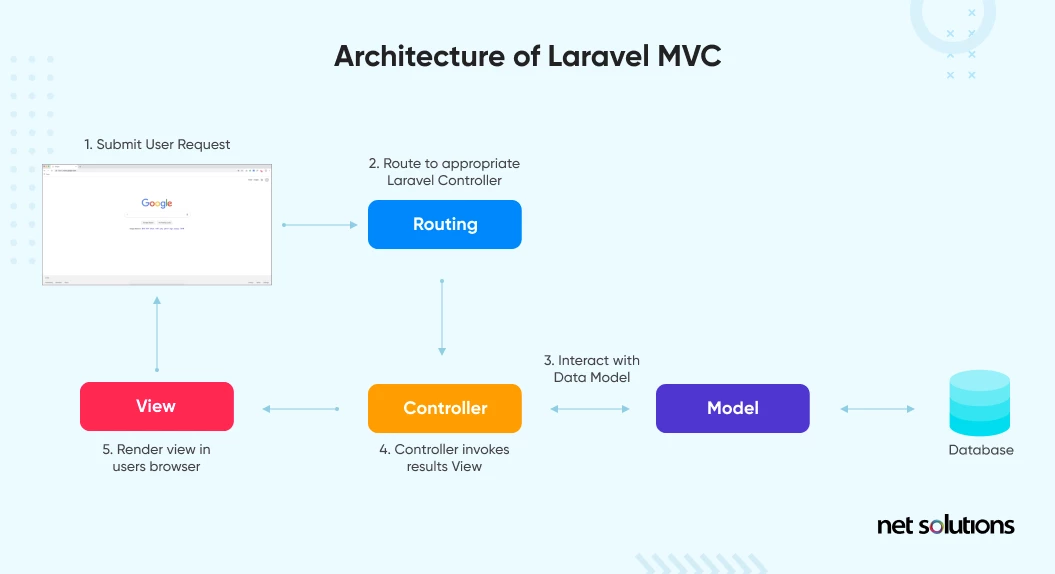 Architecture of Laravel MVC
1. Submit User Request
Google
2. Route to appropriate
Laravel Controller
Routing
3. Interact with
Data Model
View
Controller
Model
5. Render view in
users browser
4. Controller invokes
results View
Database
net solutions